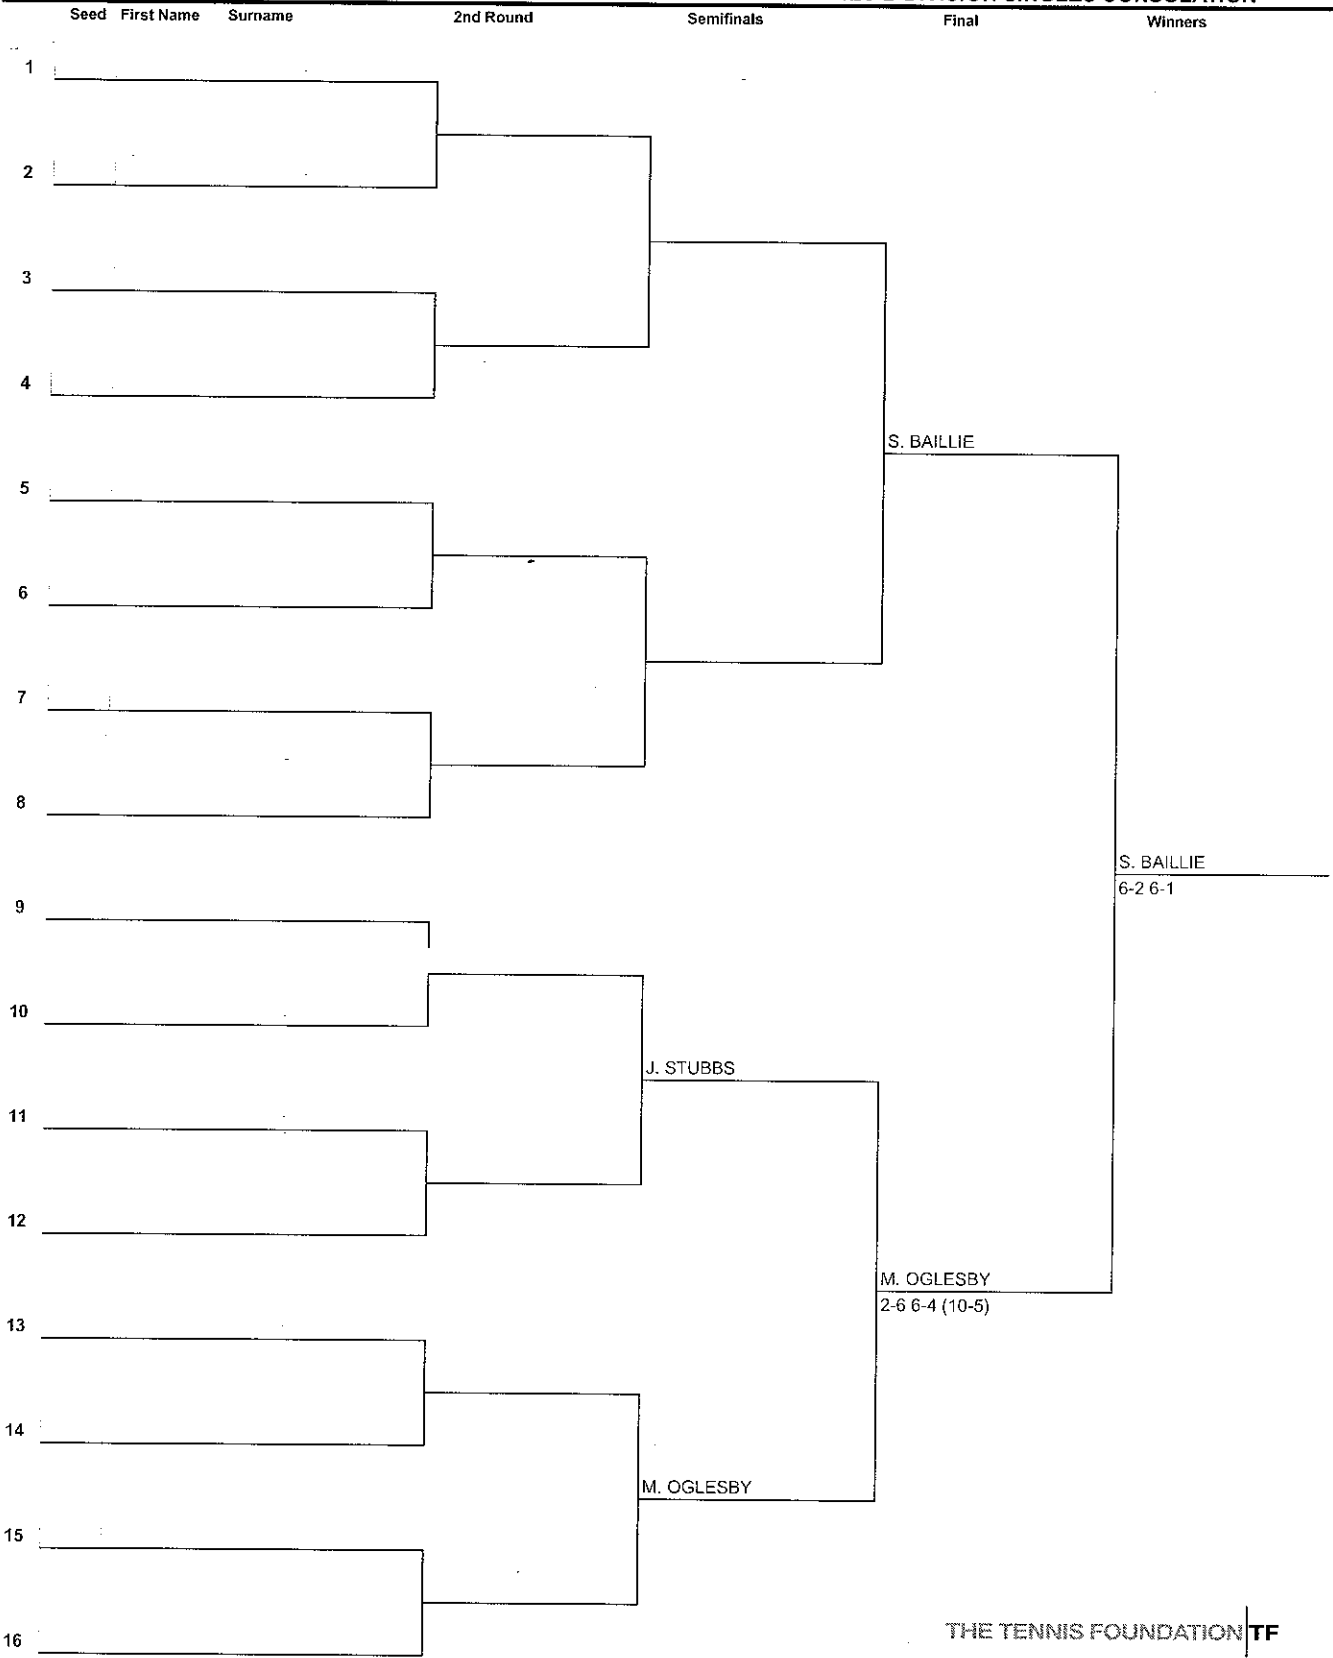 Seed First Name Surname 2nd Round Semifinals Final Winners
1
2
3
4
S. BAILLIE
5
6
7
8
S. BAILLIE
6-2 6-1
9
10
J. STUBBS
11
12
M. OGLESBY
2-6 6-4 (10-5)
13
14
M. OGLESBY
15
16
THE TENNIS FOUNDATION TF